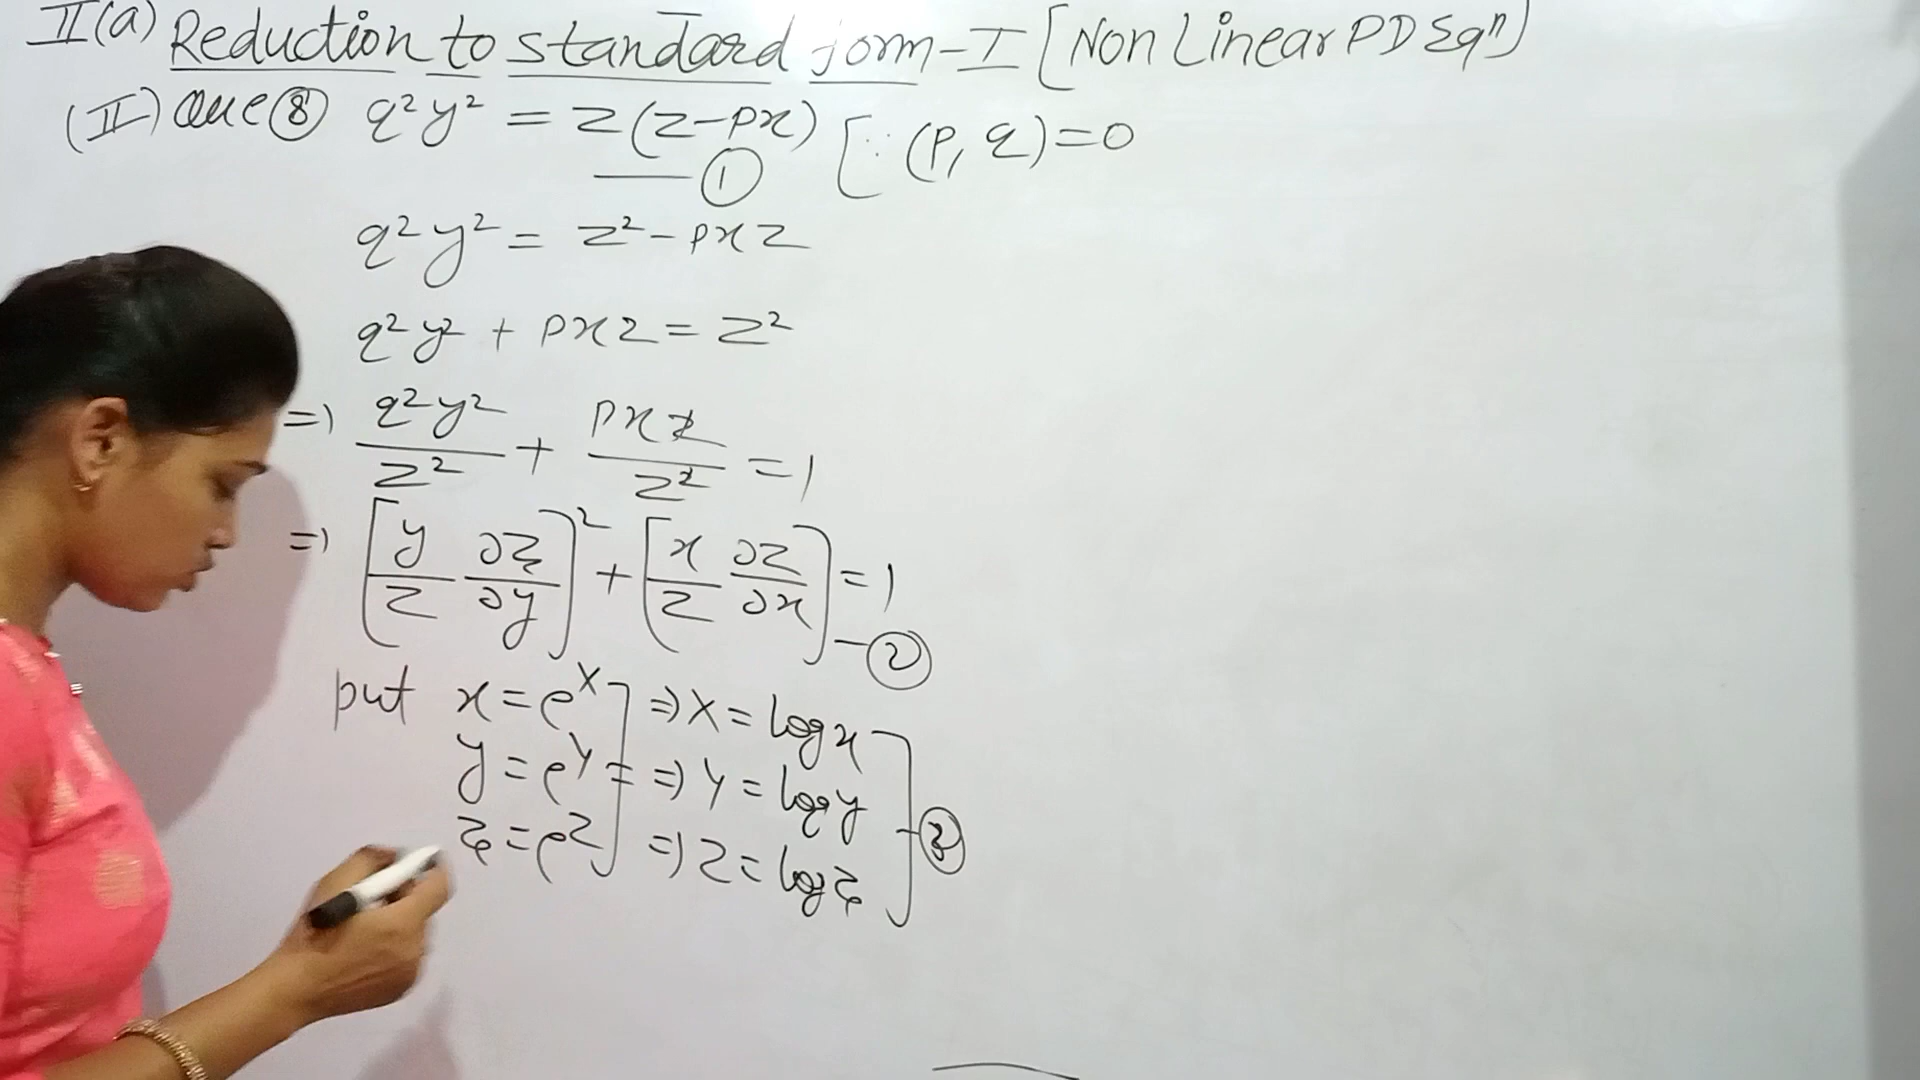 II(a) Reduction to standard form-I [Non Linear PD Eqⁿ]
(II) Que ⑧ q²y² = z(z-px) [∵ (p, q)=0
— ①
q²y² = z² - pxz
q²y² + pxz = z²
=) q²y²/z² + pxz/z² = 1
=) [y/z ∂z/∂y]² + [x/z ∂z/∂x] = 1 - ②
put x = e^X ] => X = log x
y = e^Y = => Y = log y ] - ③
z = e^Z => Z = log z